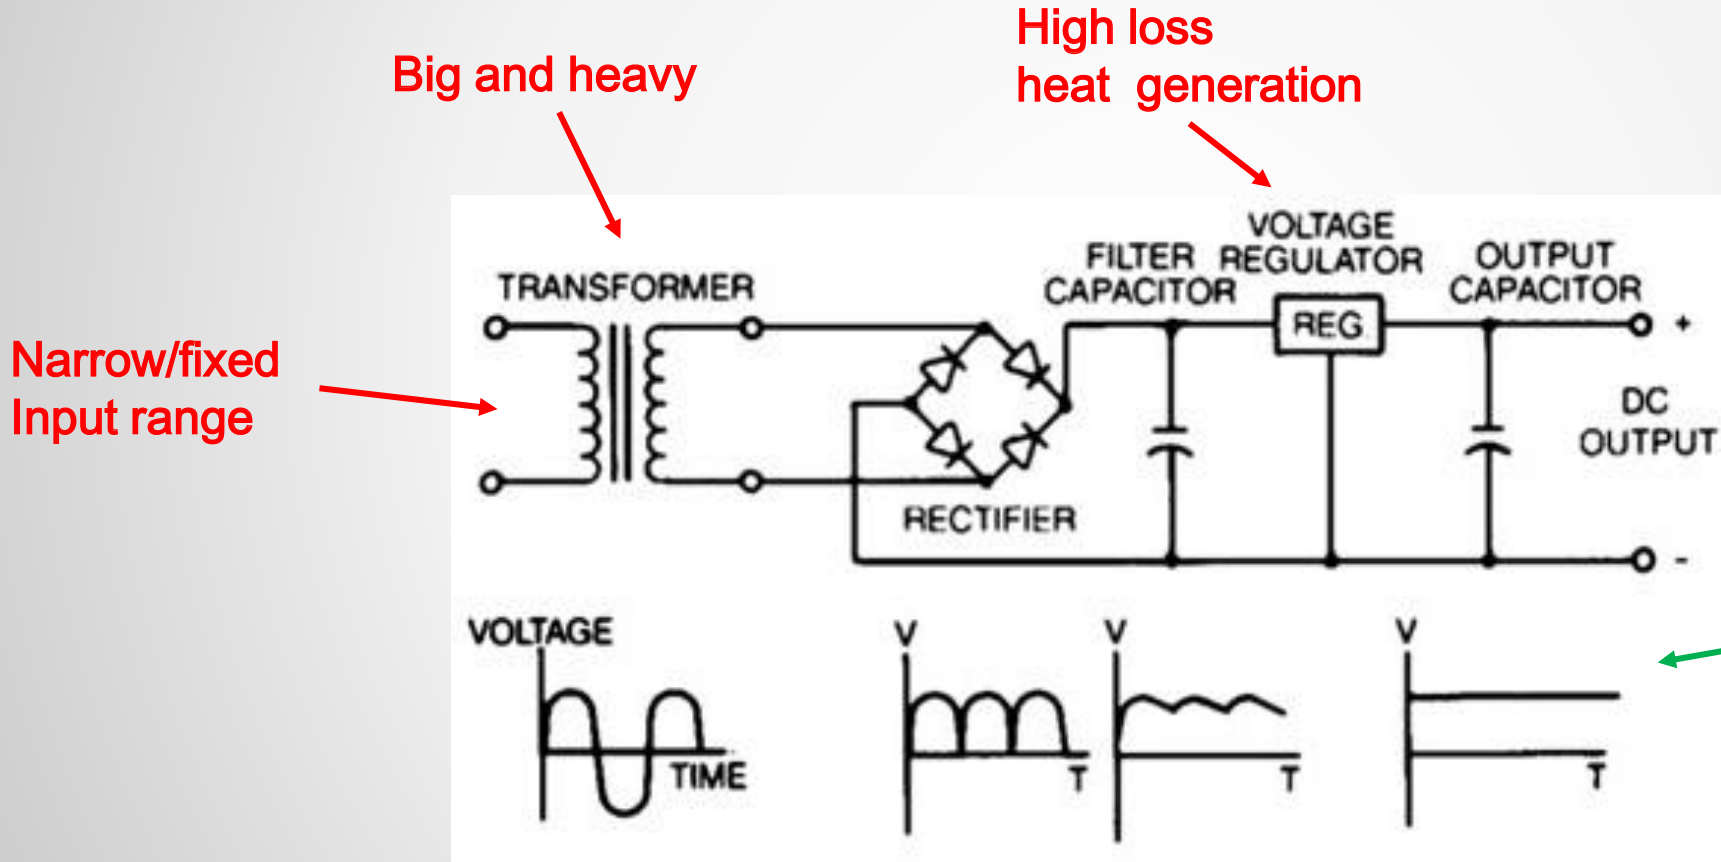 High loss
heat generation
Big and heavy
VOLTAGE
REGULATOR
FILTER
CAPACITOR
OUTPUT
CAPACITOR
TRANSFORMER
REG.
+
Narrow/fixed
Input range
DC
OUTPUT
RECTIFIER
-
VOLTAGE
V
V
V
TIME
T
T
T